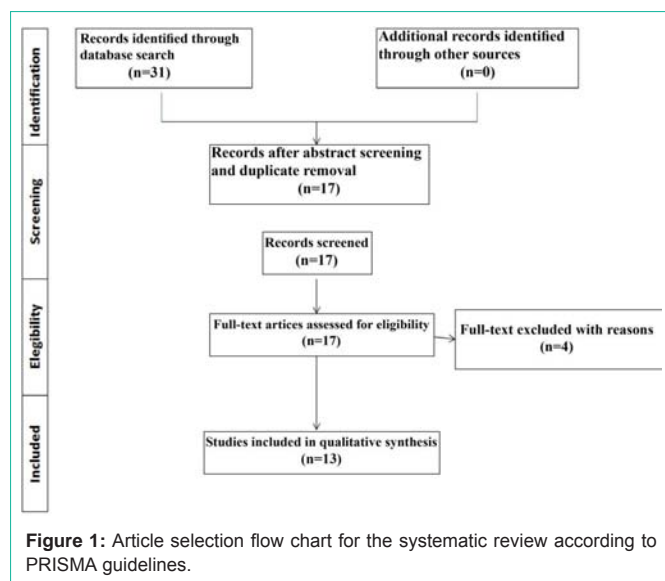 Identification
Records identified through
database search
(n=31)
Additional records identified
through other sources
(n=0)
Screening
Records after abstract screening
and duplicate removal
(n=17)
Records screened
(n=17)
Elegibility
Full-text artices assessed for eligibility
(n=17)
Full-text excluded with reasons
(n=4)
Included
Studies included in qualitative synthesis
(n=13)
Figure 1: Article selection flow chart for the systematic review according to
PRISMA guidelines.